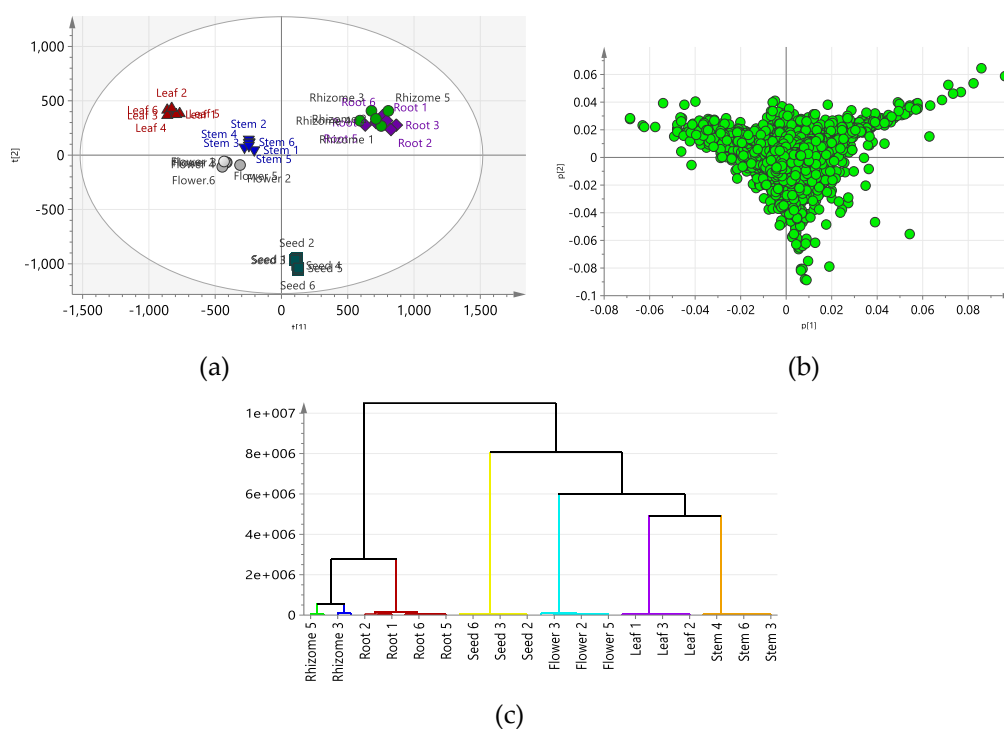 1,000
500
0
-500
-1,000
t[2]
-1,500
-1,000
-500
0
500
1,000
1,500
t[1]
Leaf 2
Leaf 6
Leaf 3
Leaf 1
Leaf 5
Leaf 4
Stem 2
Stem 4
Stem 6
Stem 3
Stem 1
Stem 5
Flower 3
Flower 4
Flower 5
Flower 2
Flower.6
Rhizome 3
Rhizome 5
Root 6
Root 1
Root 3
Root 5
Rhizome 1
Root 2
Seed 2
Seed 3
Seed 4
Seed 5
Seed 6
(a)
0.06
0.04
0.02
0
-0.02
-0.04
-0.06
-0.08
-0.1
p[2]
-0.08
-0.06
-0.04
-0.02
0
0.02
0.04
0.06
0.08
p[1]
(b)
1e+007
8e+006
6e+006
4e+006
2e+006
0
Rhizome 5
Rhizome 3
Root 2
Root 1
Root 6
Root 5
Seed 6
Seed 3
Seed 2
Flower 3
Flower 2
Flower 5
Leaf 1
Leaf 3
Leaf 2
Stem 4
Stem 6
Stem 3
(c)